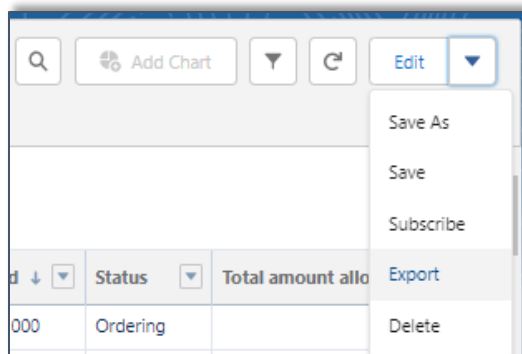 Add Chart
Edit
Save As
Save
Subscribe
Export
Delete
d Status Total amount allo
000 Ordering